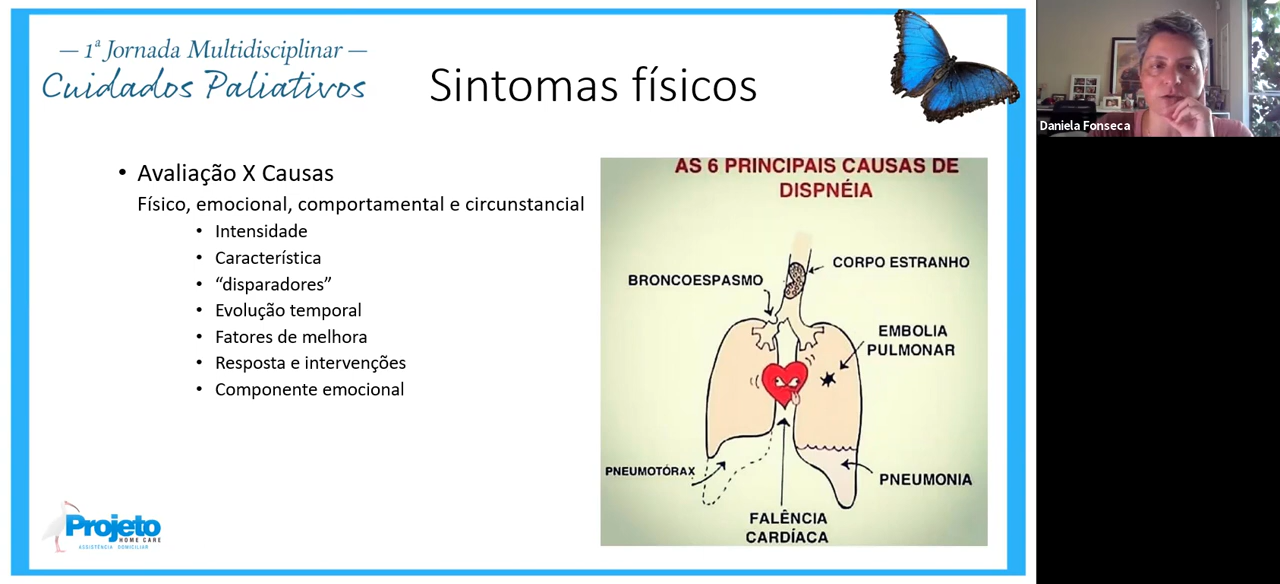 — 1ª Jornada Multidisciplinar —
Cuidados Paliativos
Sintomas físicos
• Avaliação X Causas
Físico, emocional, comportamental e circunstancial
• Intensidade
• Característica
• “disparadores”
• Evolução temporal
• Fatores de melhora
• Resposta e intervenções
• Componente emocional
AS 6 PRINCIPAIS CAUSAS DE
DISPNÉIA
CORPO ESTRANHO
BRONCOESPASMO
EMBOLIA
PULMONAR
PNEUMOTÓRAX
PNEUMONIA
FALÊNCIA
CARDÍACA
Projeto
HOME CARE
ASSISTÊNCIA DOMICILIAR
Daniela Fonseca